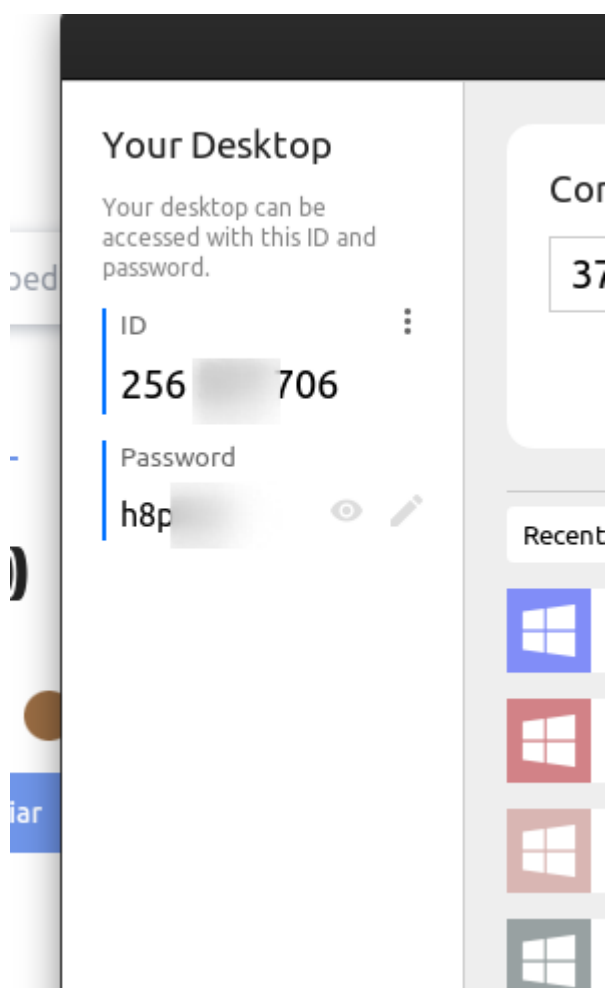 Your Desktop
Your desktop can be
accessed with this ID and
password.
ID
256 706
Password
h8p
Recent
37
ped
iar